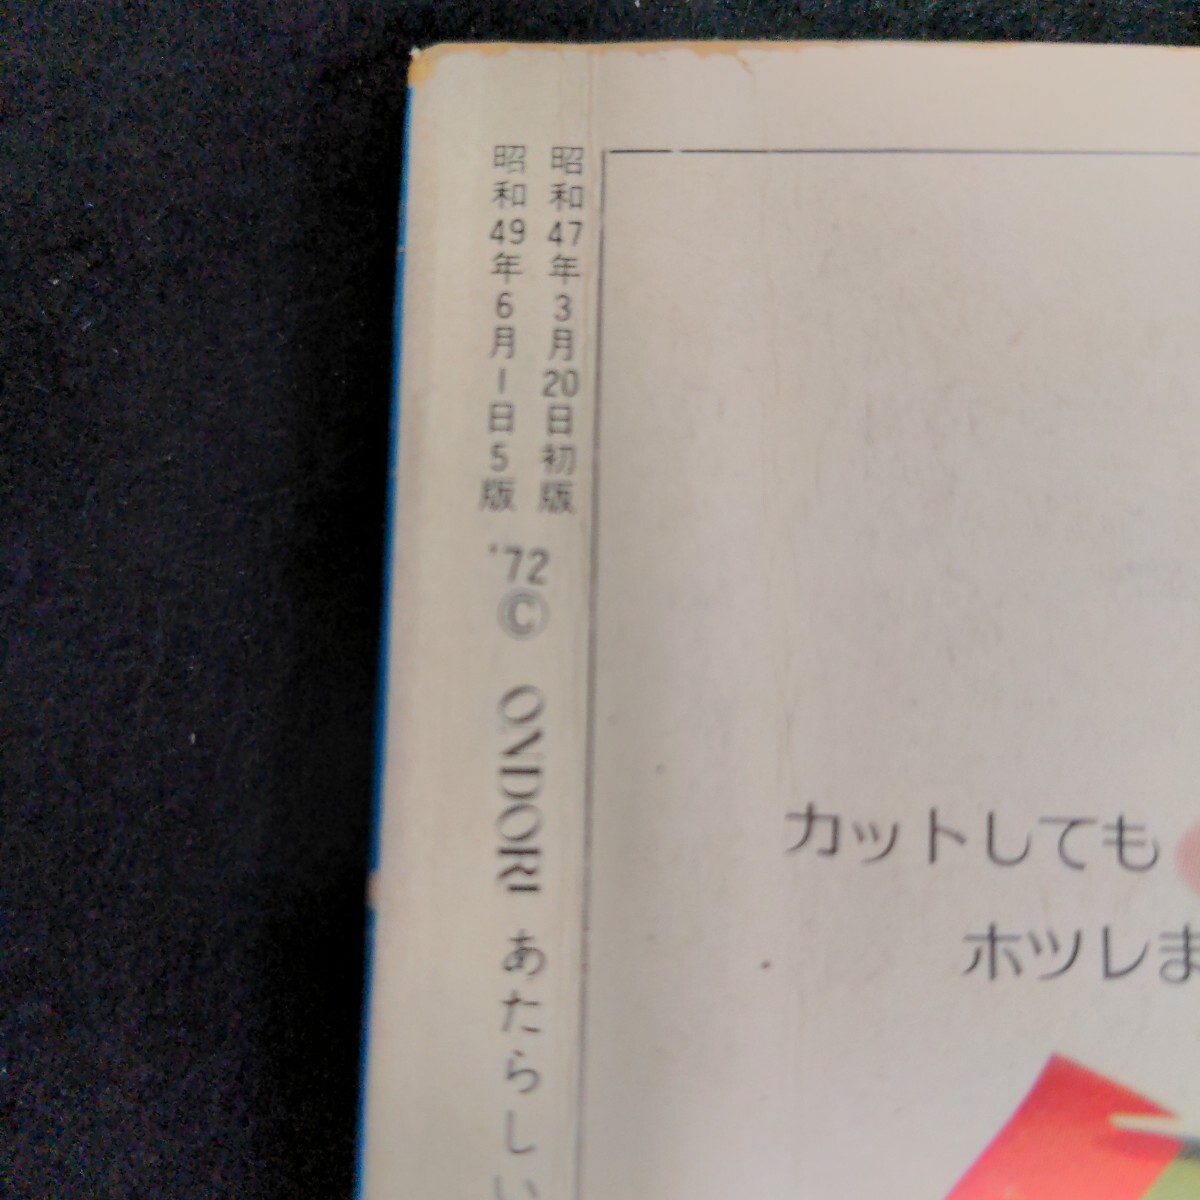 昭和47年3月20日初版
昭和49年6月1日5版
'72 © ONDORI あたらしい
カットしても
ホツレま